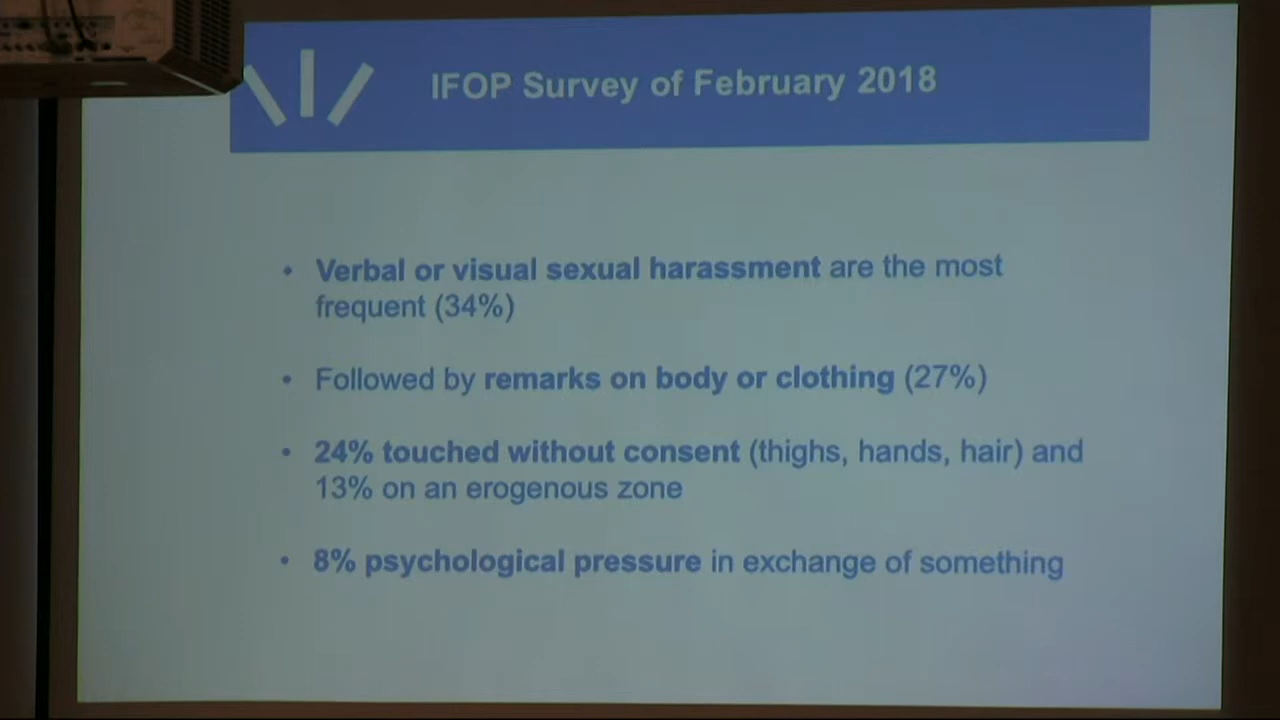 IFOP Survey of February 2018
• Verbal or visual sexual harassment are the most
frequent (34%)
• Followed by remarks on body or clothing (27%)
• 24% touched without consent (thighs, hands, hair) and
13% on an erogenous zone
• 8% psychological pressure in exchange of something